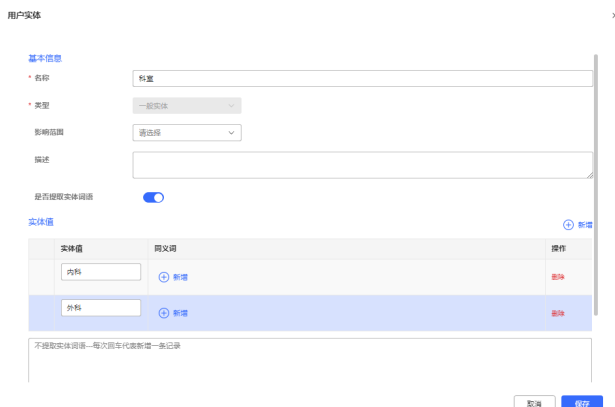 用户实体
基本信息
* 名称 科室
* 类型 一般实体
影响范围 请选择
描述
是否提取实体词语
实体值 新增
实体值 同义词 操作
内科 新增 删除
外科 新增 删除
不提取实体词语---每次回车代表新增一条记录
取消 保存